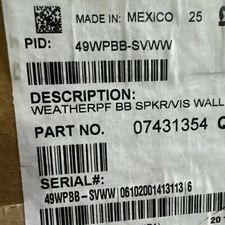 MADE IN: MEXICO 25
PID: 49WPBB-SVWW
DESCRIPTION:
WEATHERPF BB SPKR/VIS WALL
PART NO. 07431354
SERIAL#:
49WPBB-SVWW 06102001413113 6
20